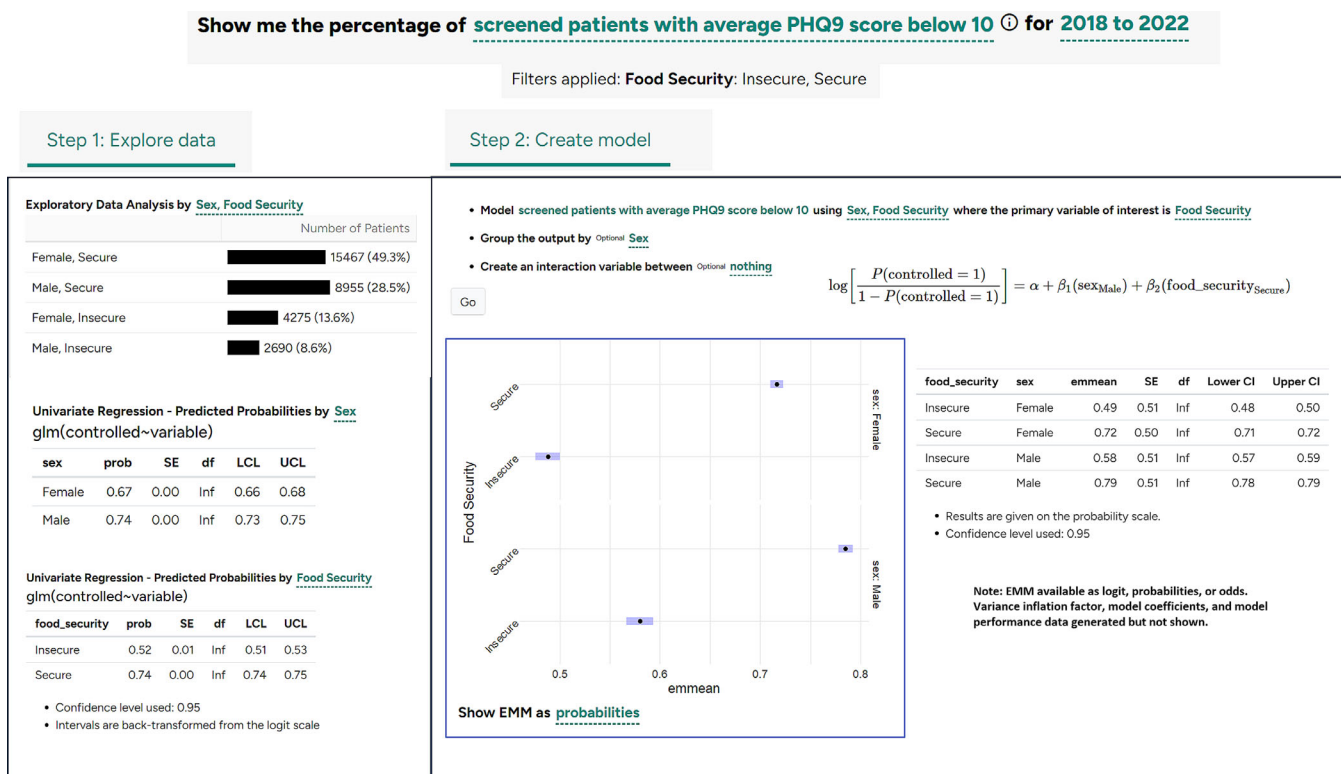 Show me the percentage of screened patients with average PHQ9 score below 10 ⓘ for 2018 to 2022
Filters applied: Food Security: Insecure, Secure
Step 1: Explore data
Exploratory Data Analysis by Sex, Food Security
Number of Patients
Female, Secure 15467 (49.3%)
Male, Secure 8955 (28.5%)
Female, Insecure 4275 (13.6%)
Male, Insecure 2690 (8.6%)
Univariate Regression - Predicted Probabilities by Sex
glm(controlled~variable)
sex prob SE df LCL UCL
Female 0.67 0.00 Inf 0.66 0.68
Male 0.74 0.00 Inf 0.73 0.75
Univariate Regression - Predicted Probabilities by Food Security
glm(controlled~variable)
food_security prob SE df LCL UCL
Insecure 0.52 0.01 Inf 0.51 0.53
Secure 0.74 0.00 Inf 0.74 0.75
• Confidence level used: 0.95
• Intervals are back-transformed from the logit scale
Step 2: Create model
• Model screened patients with average PHQ9 score below 10 using Sex, Food Security where the primary variable of interest is Food Security
• Group the output by Optional Sex
• Create an interaction variable between Optional nothing
Go
log[P(controlled = 1) / 1 − P(controlled = 1)] = α + β₁(sex_Male) + β₂(food_security_Secure)
Food Security
Secure
Insecure
sex: Female
Secure
Insecure
sex: Male
0.5 0.6 0.7 0.8
emmean
Show EMM as probabilities
food_security sex emmean SE df Lower CI Upper CI
Insecure Female 0.49 0.51 Inf 0.48 0.50
Secure Female 0.72 0.50 Inf 0.71 0.72
Insecure Male 0.58 0.51 Inf 0.57 0.59
Secure Male 0.79 0.51 Inf 0.78 0.79
• Results are given on the probability scale.
• Confidence level used: 0.95
Note: EMM available as logit, probabilities, or odds.
Variance inflation factor, model coefficients, and model
performance data generated but not shown.